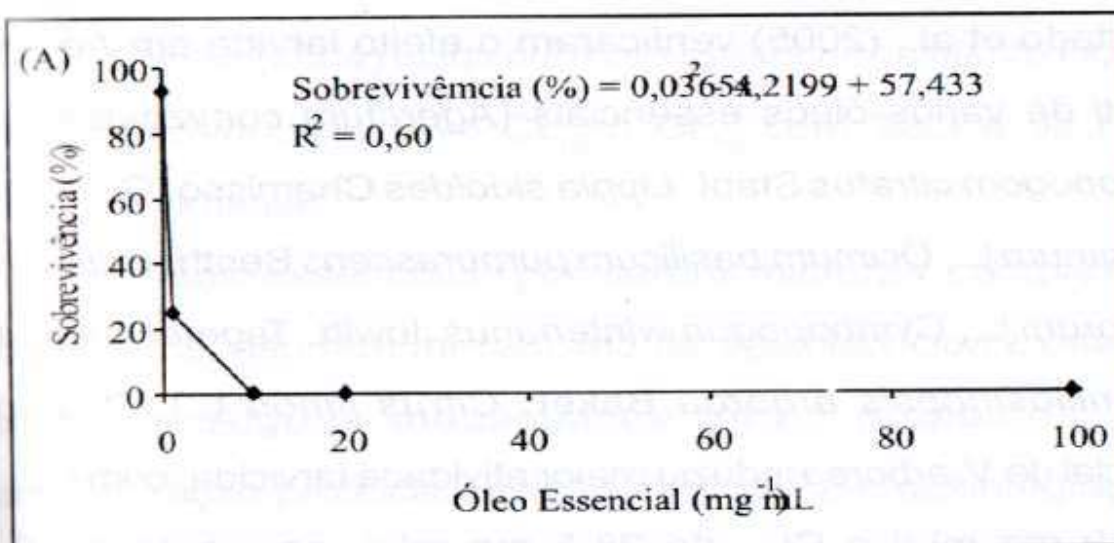 (A)
Sobrevivêmcia (%) = 0,03654,2199 + 57,433
2
R² = 0,60
Sobrevivência (%)
100
80
60
40
20
0
0 20 40 60 80 100
Óleo Essencial (mg mL⁻¹)